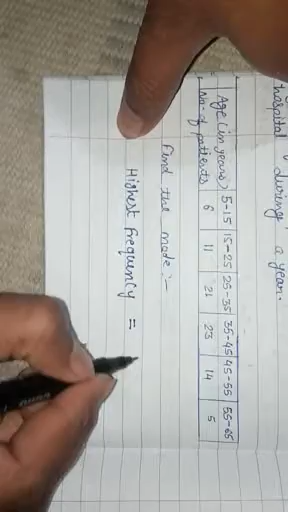 hospital during a year.
Age (in years) 5-15 15-25 25-35 35-45 45-55 55-65
No. of patients 6 11 21 23 14 5
Find the mode :-
Highest frequency =